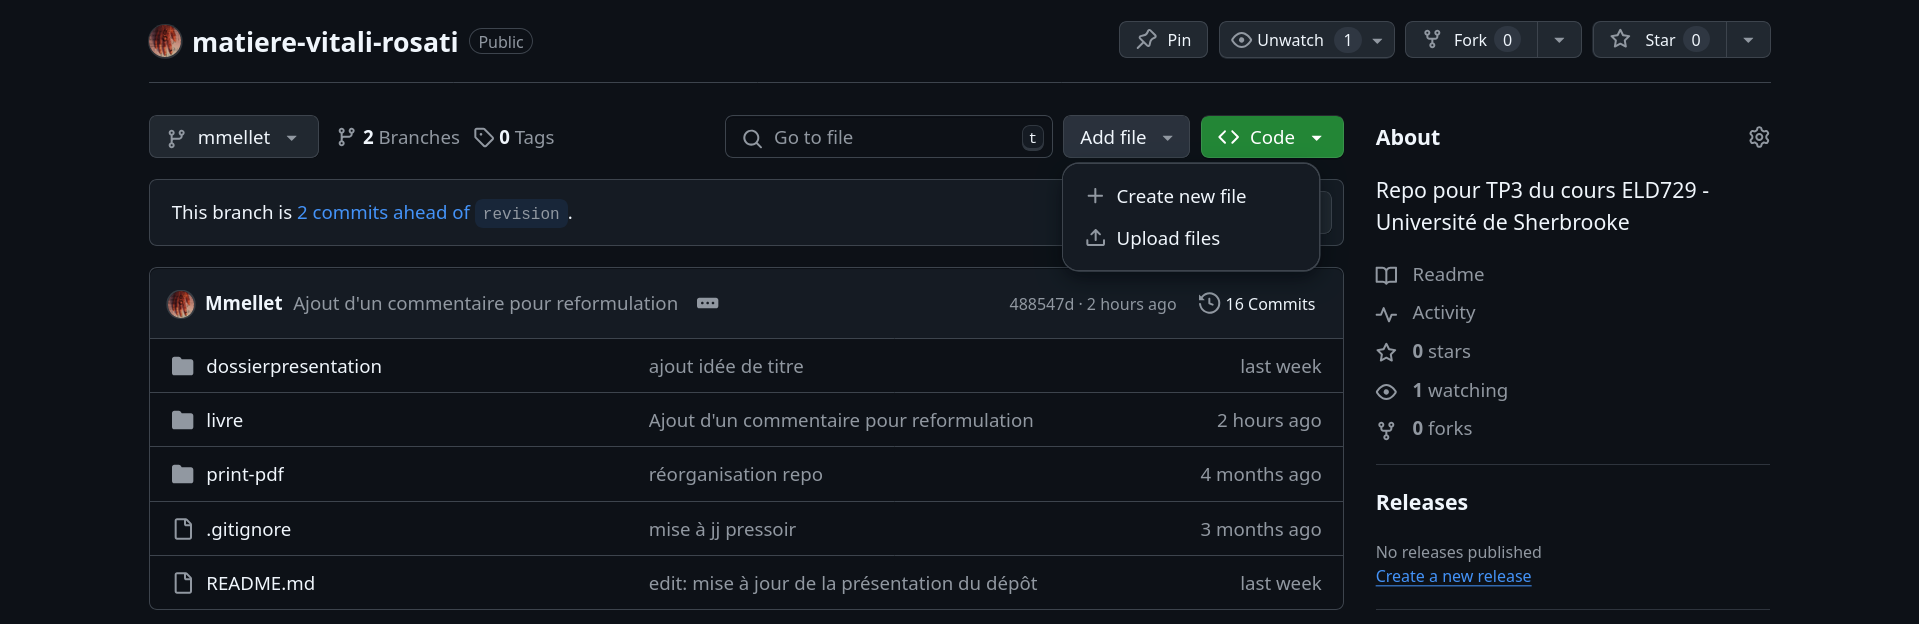 matiere-vitali-rosati Public
Pin
Unwatch 1
Fork 0
Star 0
mmellet
2 Branches
0 Tags
Go to file t
Add file
Code
Create new file
Upload files
This branch is 2 commits ahead of revision.
Mmellet Ajout d'un commentaire pour reformulation 488547d · 2 hours ago 16 Commits
dossierpresentation ajout idée de titre last week
livre Ajout d'un commentaire pour reformulation 2 hours ago
print-pdf réorganisation repo 4 months ago
.gitignore mise à jj pressoir 3 months ago
README.md edit: mise à jour de la présentation du dépôt last week
About
Repo pour TP3 du cours ELD729 -
Université de Sherbrooke
Readme
Activity
0 stars
1 watching
0 forks
Releases
No releases published
Create a new release